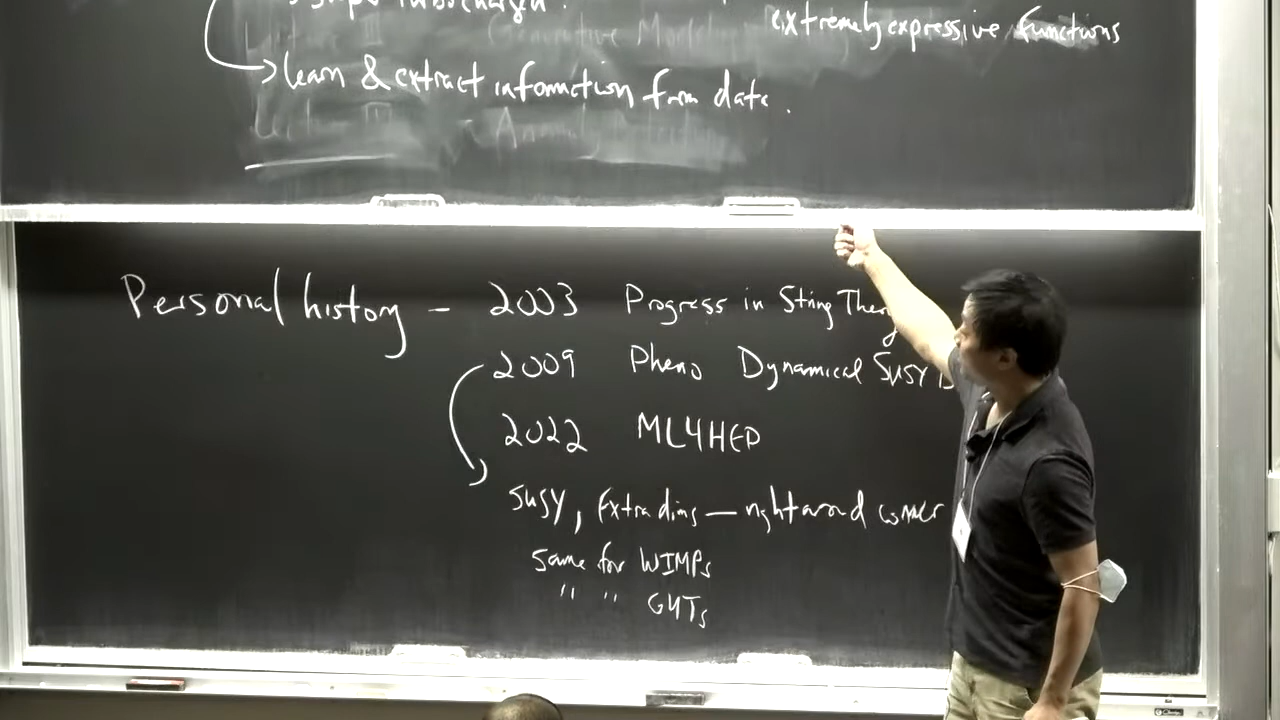 extremely expressive functions
learn & extract information from data.
Personal history - 2003 Progress in String Theory
2009 Pheno Dynamical SUSY
2022 ML4HEP
SUSY, Extra dims — right around corner
same for WIMPs
" " GUTs